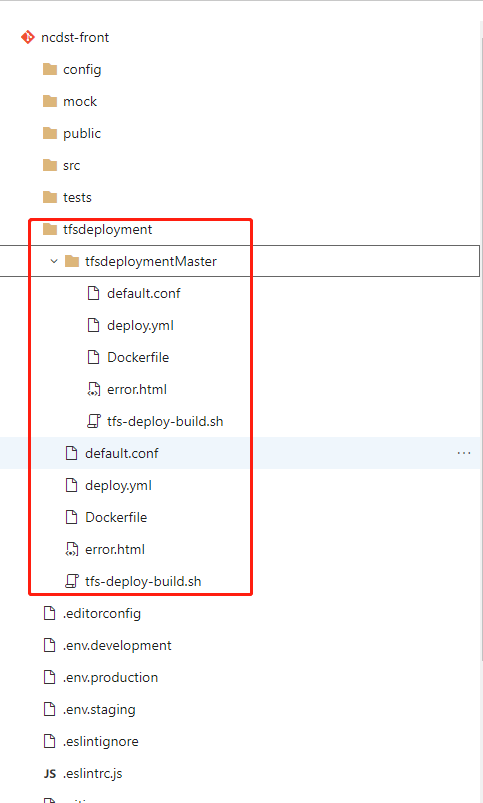 ncdst-front
config
mock
public
src
tests
tfsdeployment
tfsdeploymentMaster
default.conf
deploy.yml
Dockerfile
error.html
tfs-deploy-build.sh
default.conf
deploy.yml
Dockerfile
error.html
tfs-deploy-build.sh
.editorconfig
.env.development
.env.production
.env.staging
.eslintignore
JS .eslintrc.js